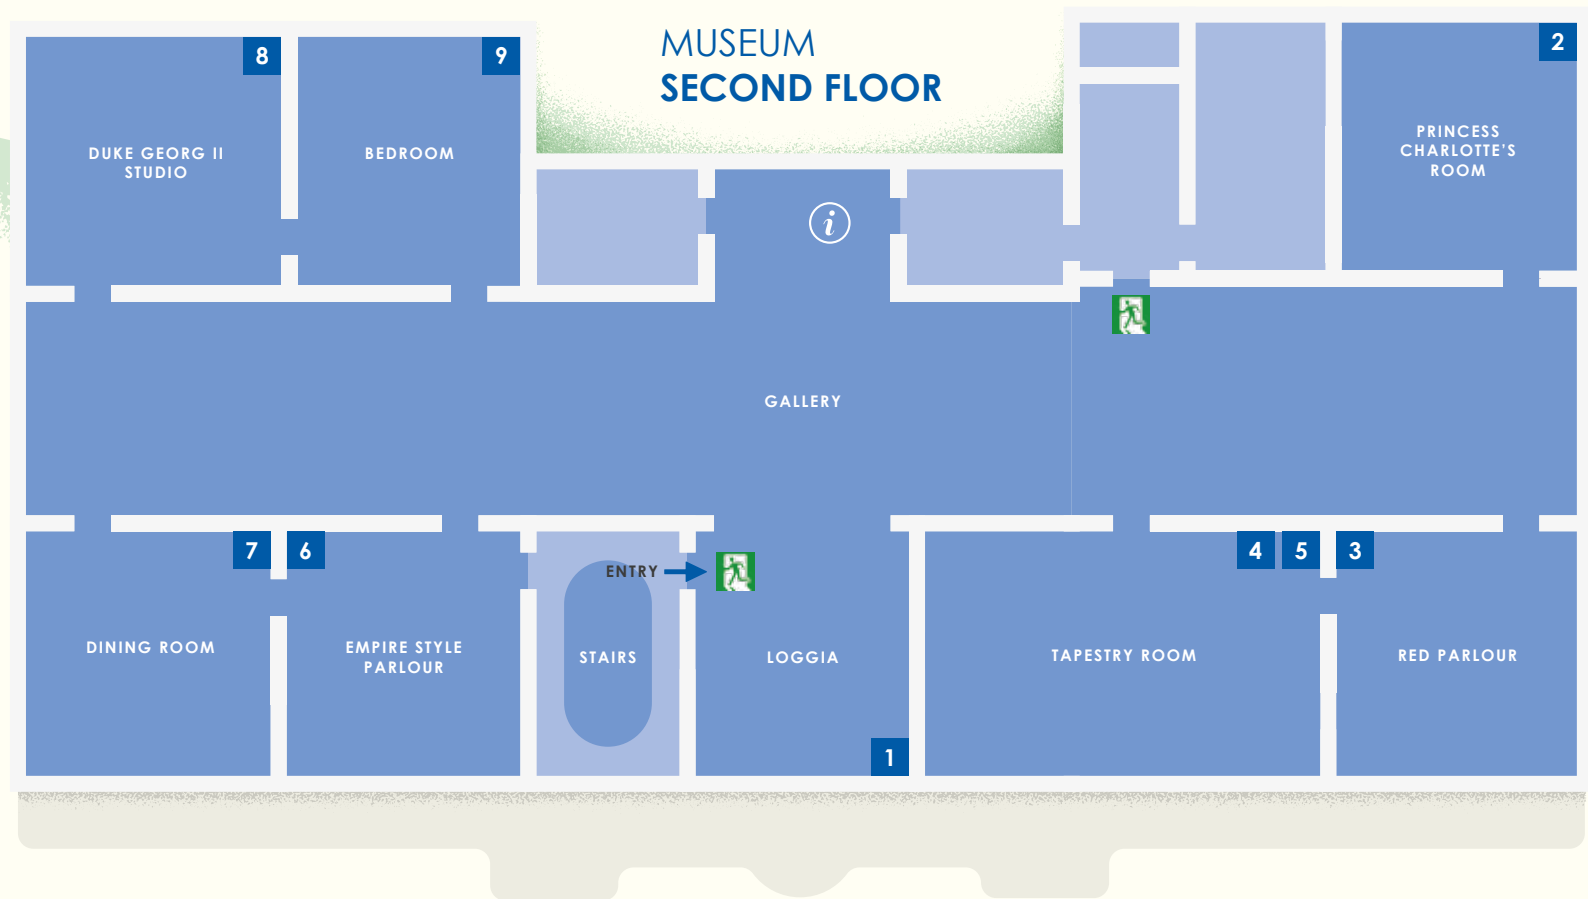 MUSEUM
SECOND FLOOR
8
9
2
DUKE GEORG II
STUDIO
BEDROOM
PRINCESS
CHARLOTTE'S
ROOM
i
GALLERY
7
6
4
5
3
ENTRY
DINING ROOM
EMPIRE STYLE
PARLOUR
STAIRS
LOGGIA
TAPESTRY ROOM
RED PARLOUR
1